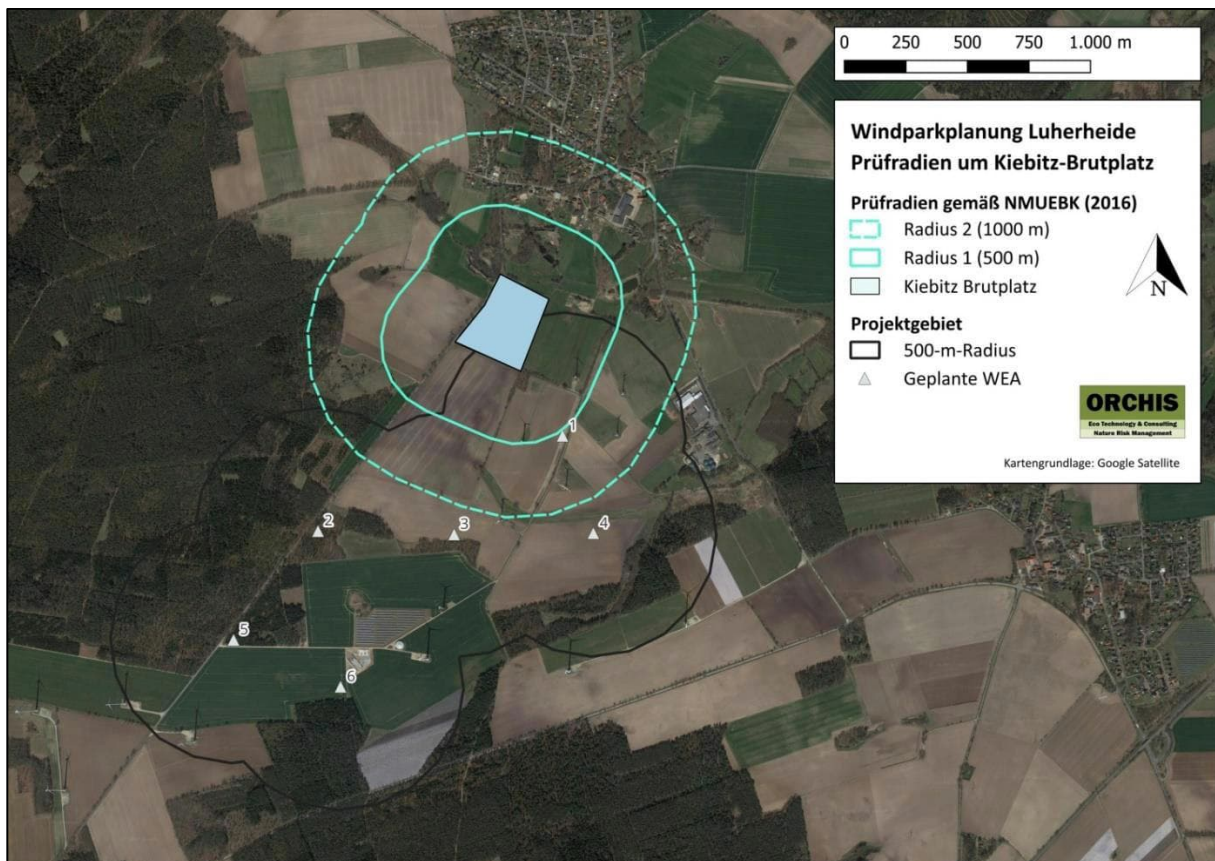 0 250 500 750 1.000 m
Windparkplanung Luherheide
Prüfradien um Kiebitz-Brutplatz
Prüfradien gemäß NMUEBK (2016)
Radius 2 (1000 m)
Radius 1 (500 m)
Kiebitz Brutplatz
N
Projektgebiet
500-m-Radius
Geplante WEA
ORCHIS
Eco Technology & Consulting
Nature Risk Management
Kartengrundlage: Google Satellite
1
2
3
4
5
6